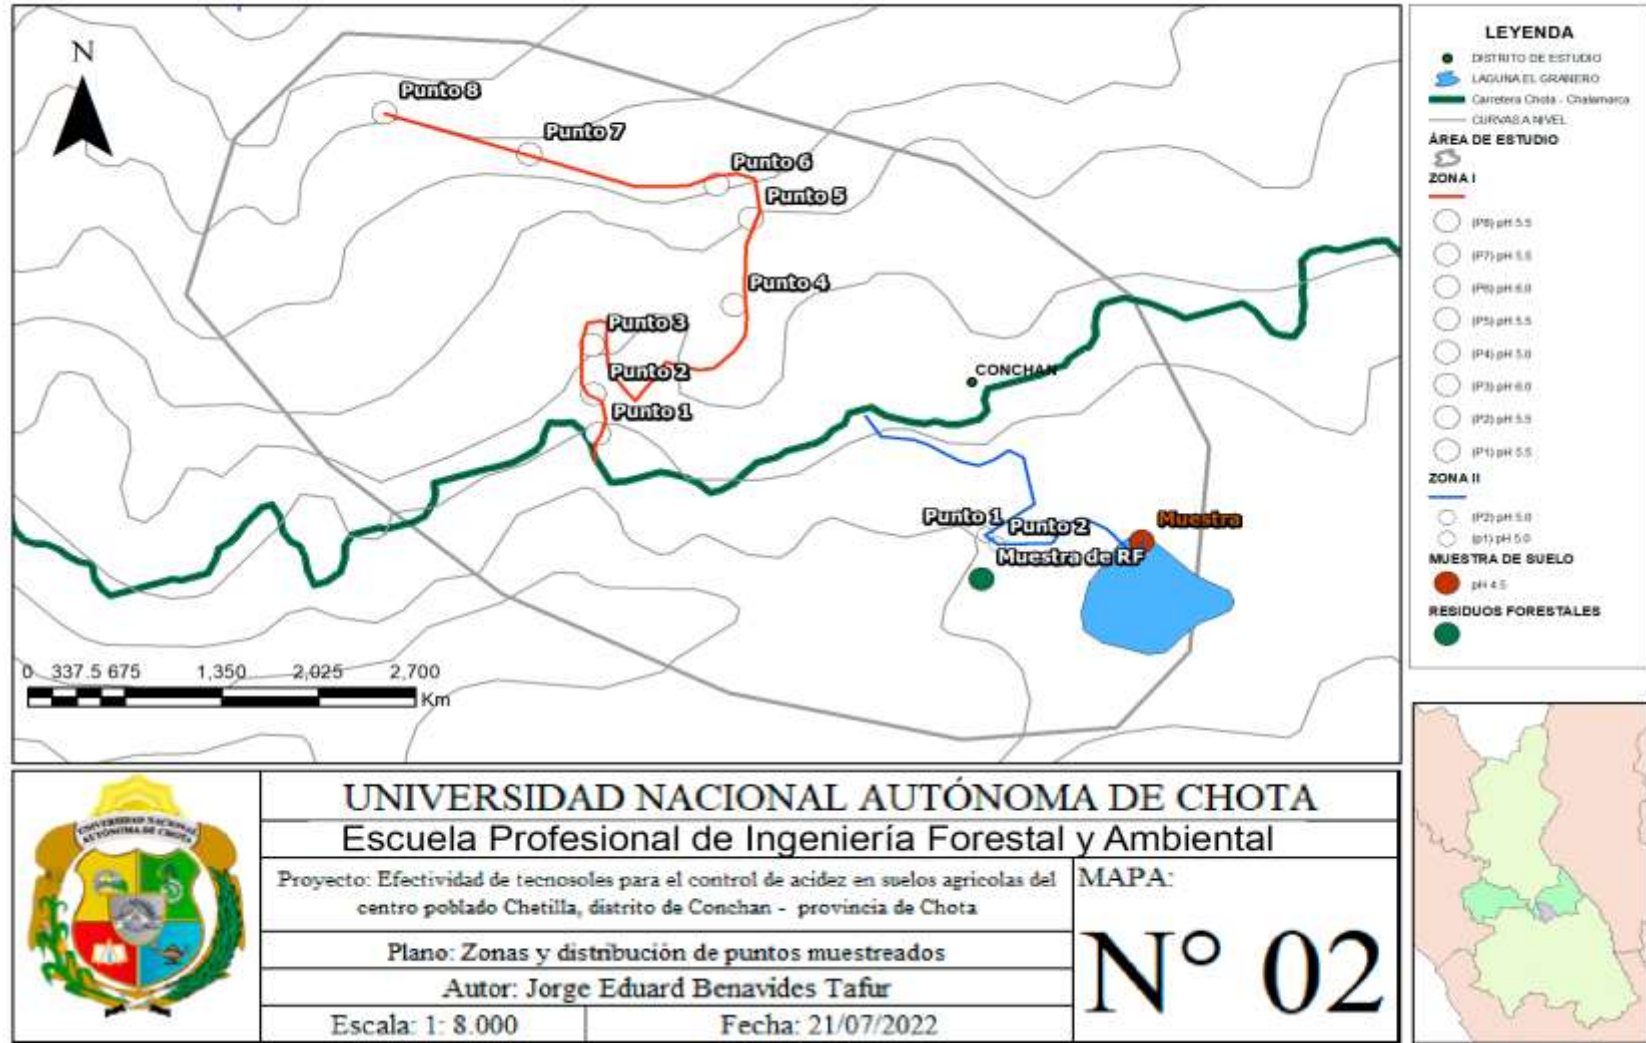 N
Punto 8
Punto 7
Punto 6
Punto 5
Punto 4
Punto 3
Punto 2
Punto 1
CONCHAN
Punto 1
Punto 2
Muestra
Muestra de RF
0 337.5 675 1,350 2,025 2,700
Km
LEYENDA
DISTRITO DE ESTUDIO
LAGUNA EL GRANERO
Carretera Chota - Chalamarca
CURVAS A NIVEL
ÁREA DE ESTUDIO
ZONA I
(P8) pH 5.5
(P7) pH 5.5
(P6) pH 6.0
(P5) pH 5.5
(P4) pH 5.0
(P3) pH 6.0
(P2) pH 5.5
(P1) pH 5.5
ZONA II
(P2) pH 5.0
(p1) pH 5.0
MUESTRA DE SUELO
pH 4.5
RESIDUOS FORESTALES
UNIVERSIDAD NACIONAL
AUTÓNOMA DE CHOTA
UNIVERSIDAD NACIONAL AUTÓNOMA DE CHOTA
Escuela Profesional de Ingeniería Forestal y Ambiental
Proyecto: Efectividad de tecnosoles para el control de acidez en suelos agricolas del
centro poblado Chetilla, distrito de Conchan - provincia de Chota
Plano: Zonas y distribución de puntos muestreados
Autor: Jorge Eduard Benavides Tafur
Escala: 1: 8.000
Fecha: 21/07/2022
MAPA:
N° 02